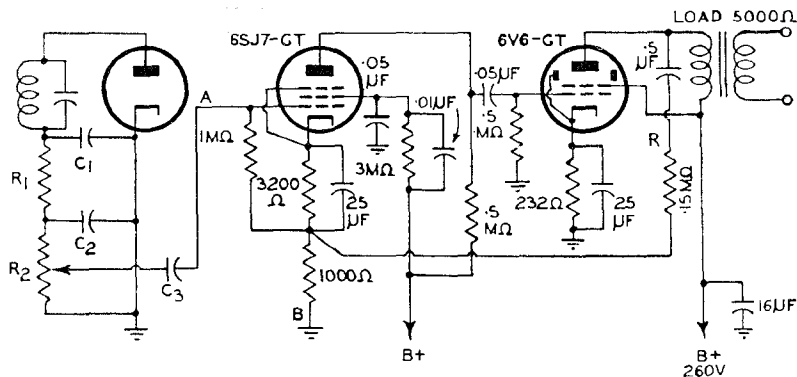 LOAD 5000Ω
6SJ7-GT
6V6-GT
.05
μF
.5
μF
A
.05μF
.01μF
C1
1MΩ
.5
MΩ
R
R1
3200
Ω
3MΩ
25
μF
232Ω
25
μF
.15MΩ
C2
.5
MΩ
R2
C3
1000Ω
B
16μF
B+
B+
260V